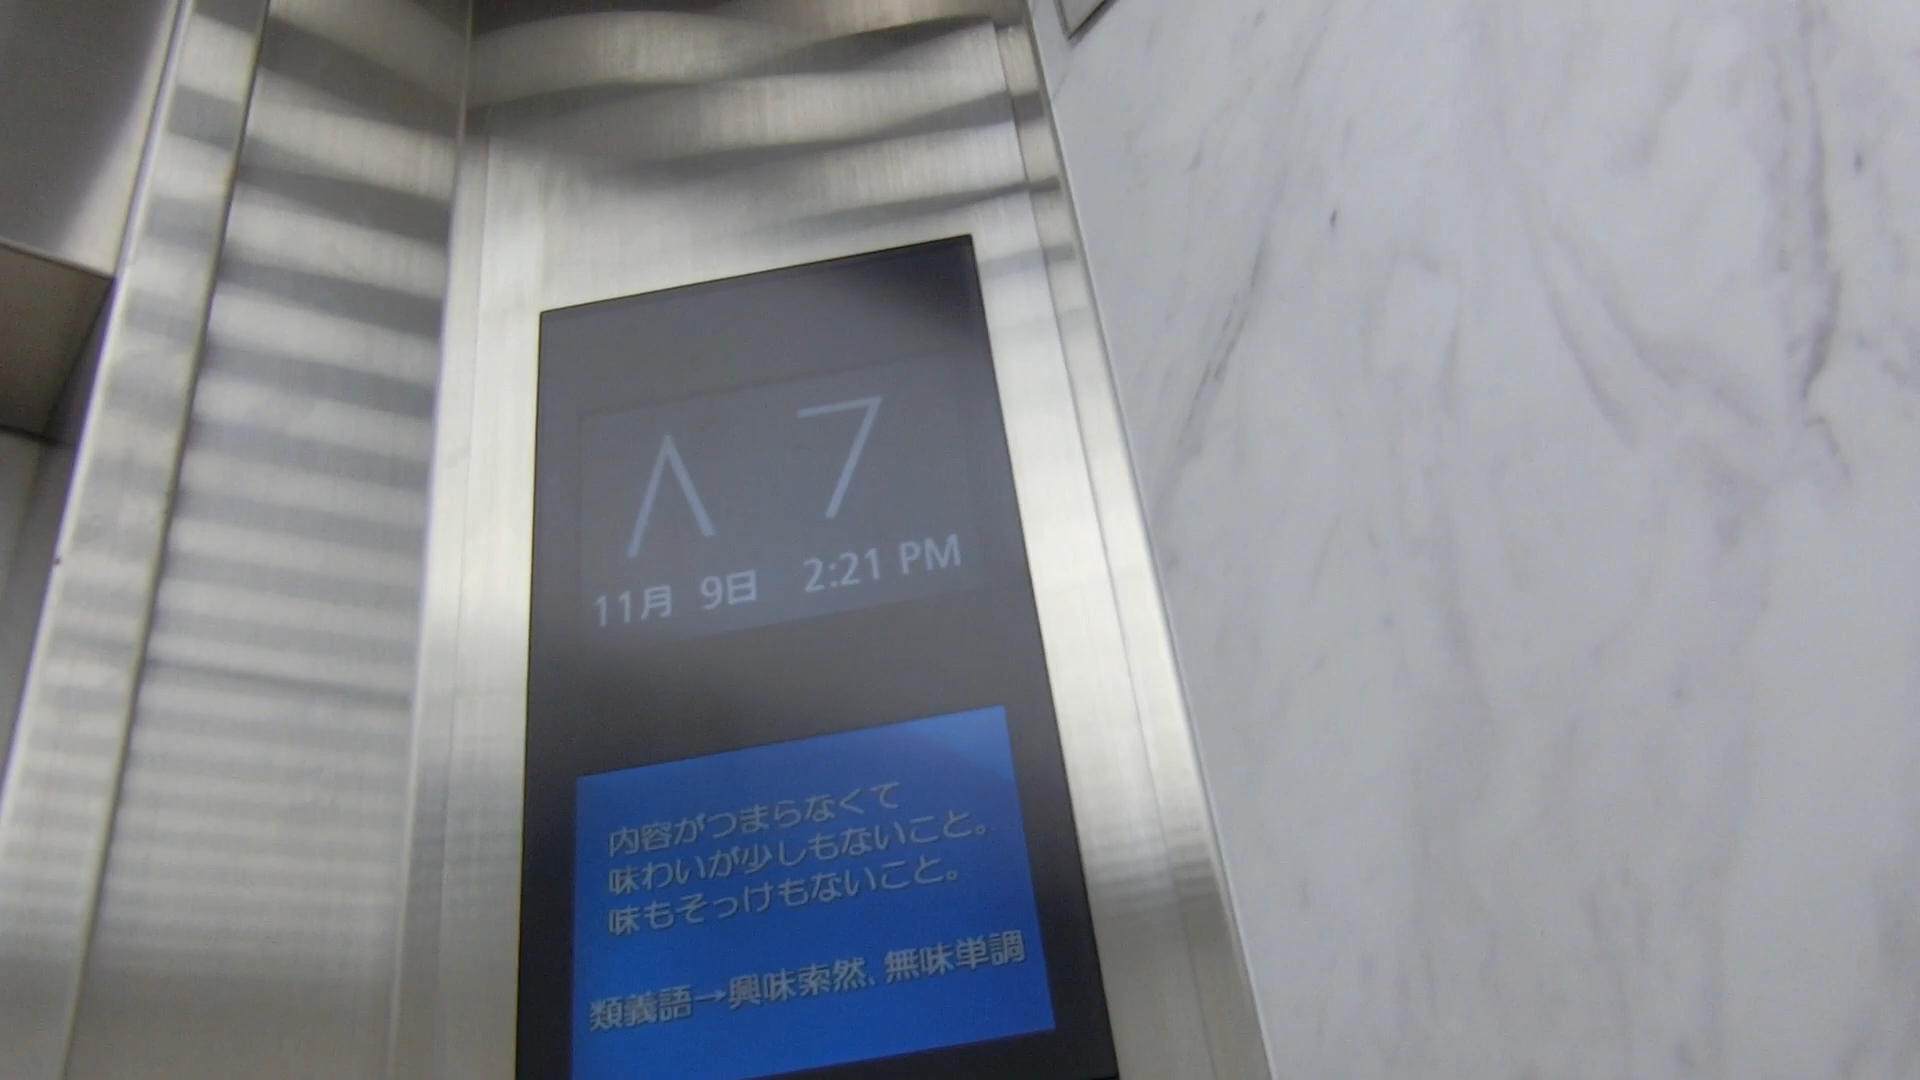 7
11月 9日 2:21 PM
内容がつまらなくて
味わいが少しもないこと。
味もそっけもないこと。
類義語→興味索然、無味単調